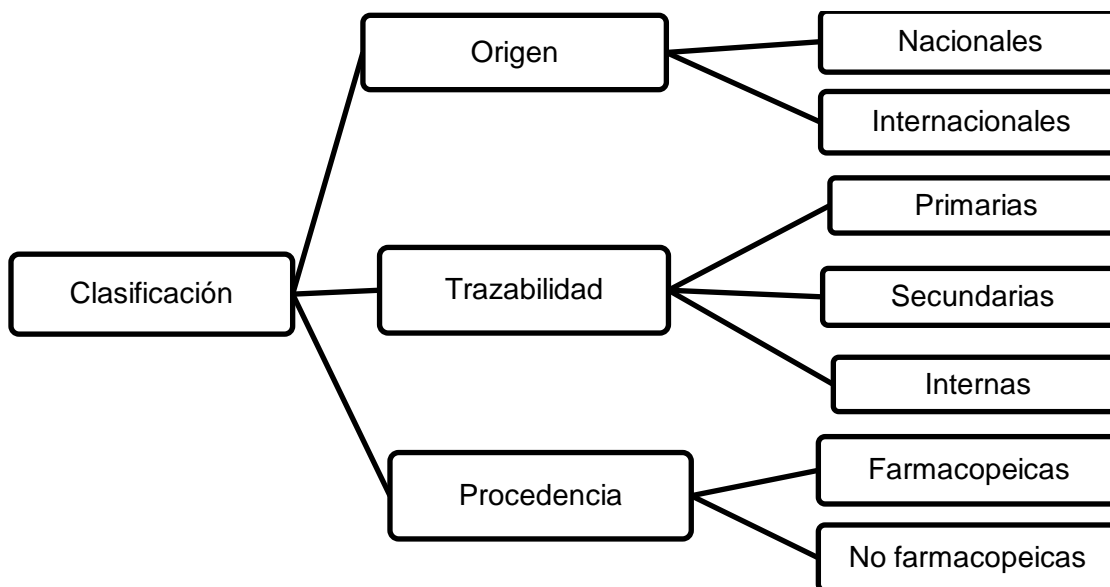 Clasificación
Origen
Nacionales
Internacionales
Trazabilidad
Primarias
Secundarias
Internas
Procedencia
Farmacopeicas
No farmacopeicas